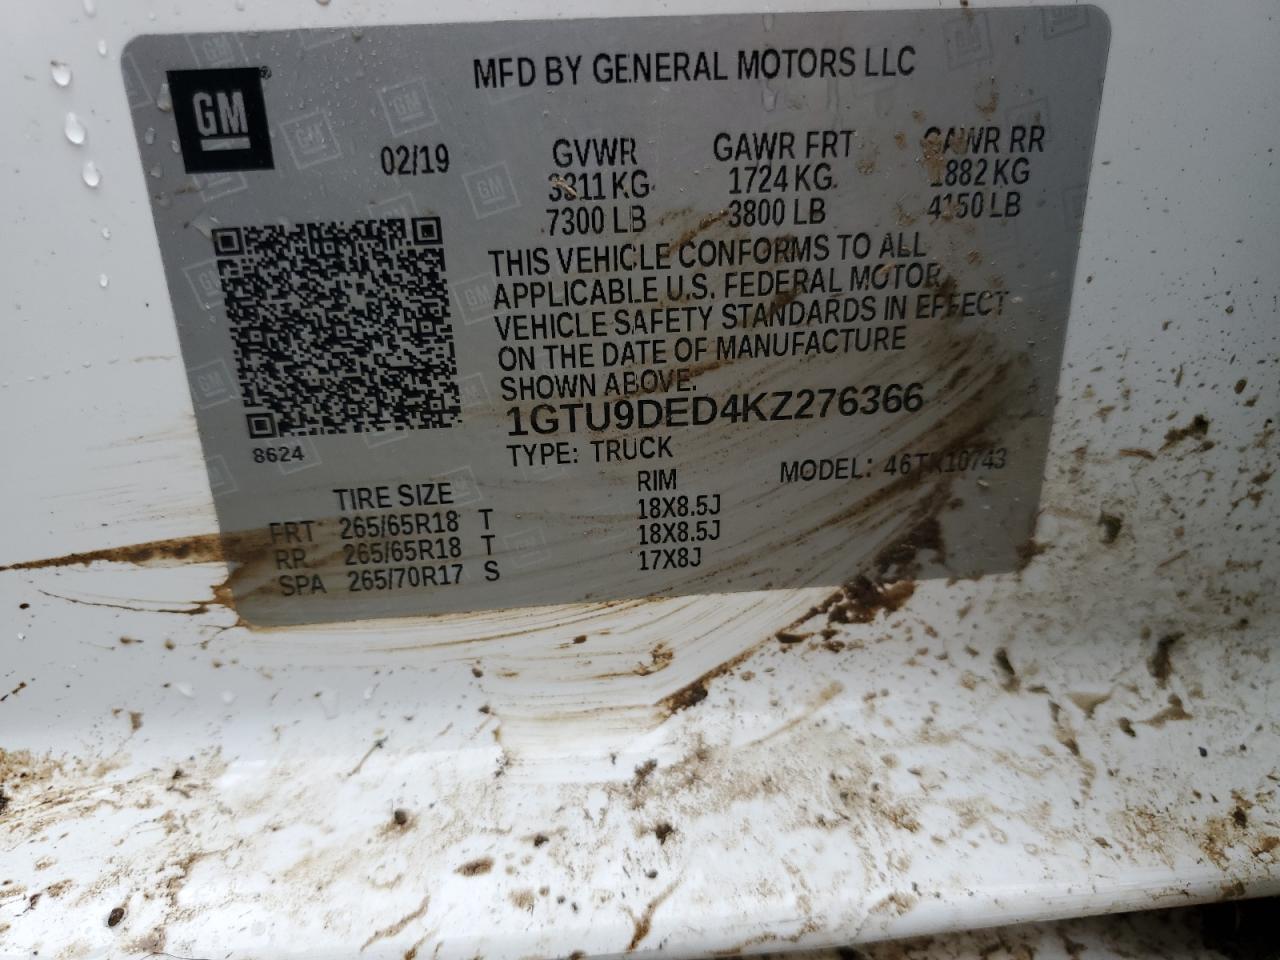 MFD BY GENERAL MOTORS LLC
GM
02/19 GVWR GAWR FRT GAWR RR
3311 KG 1724 KG 1882 KG
7300 LB 3800 LB 4150 LB
THIS VEHICLE CONFORMS TO ALL
APPLICABLE U.S. FEDERAL MOTOR
VEHICLE SAFETY STANDARDS IN EFFECT
ON THE DATE OF MANUFACTURE
SHOWN ABOVE.
1GTU9DED4KZ276366
8624
TYPE: TRUCK MODEL: 46TK10743
TIRE SIZE RIM
FRT 265/65R18 T 18X8.5J
RR 265/65R18 T 18X8.5J
SPA 265/70R17 S 17X8J